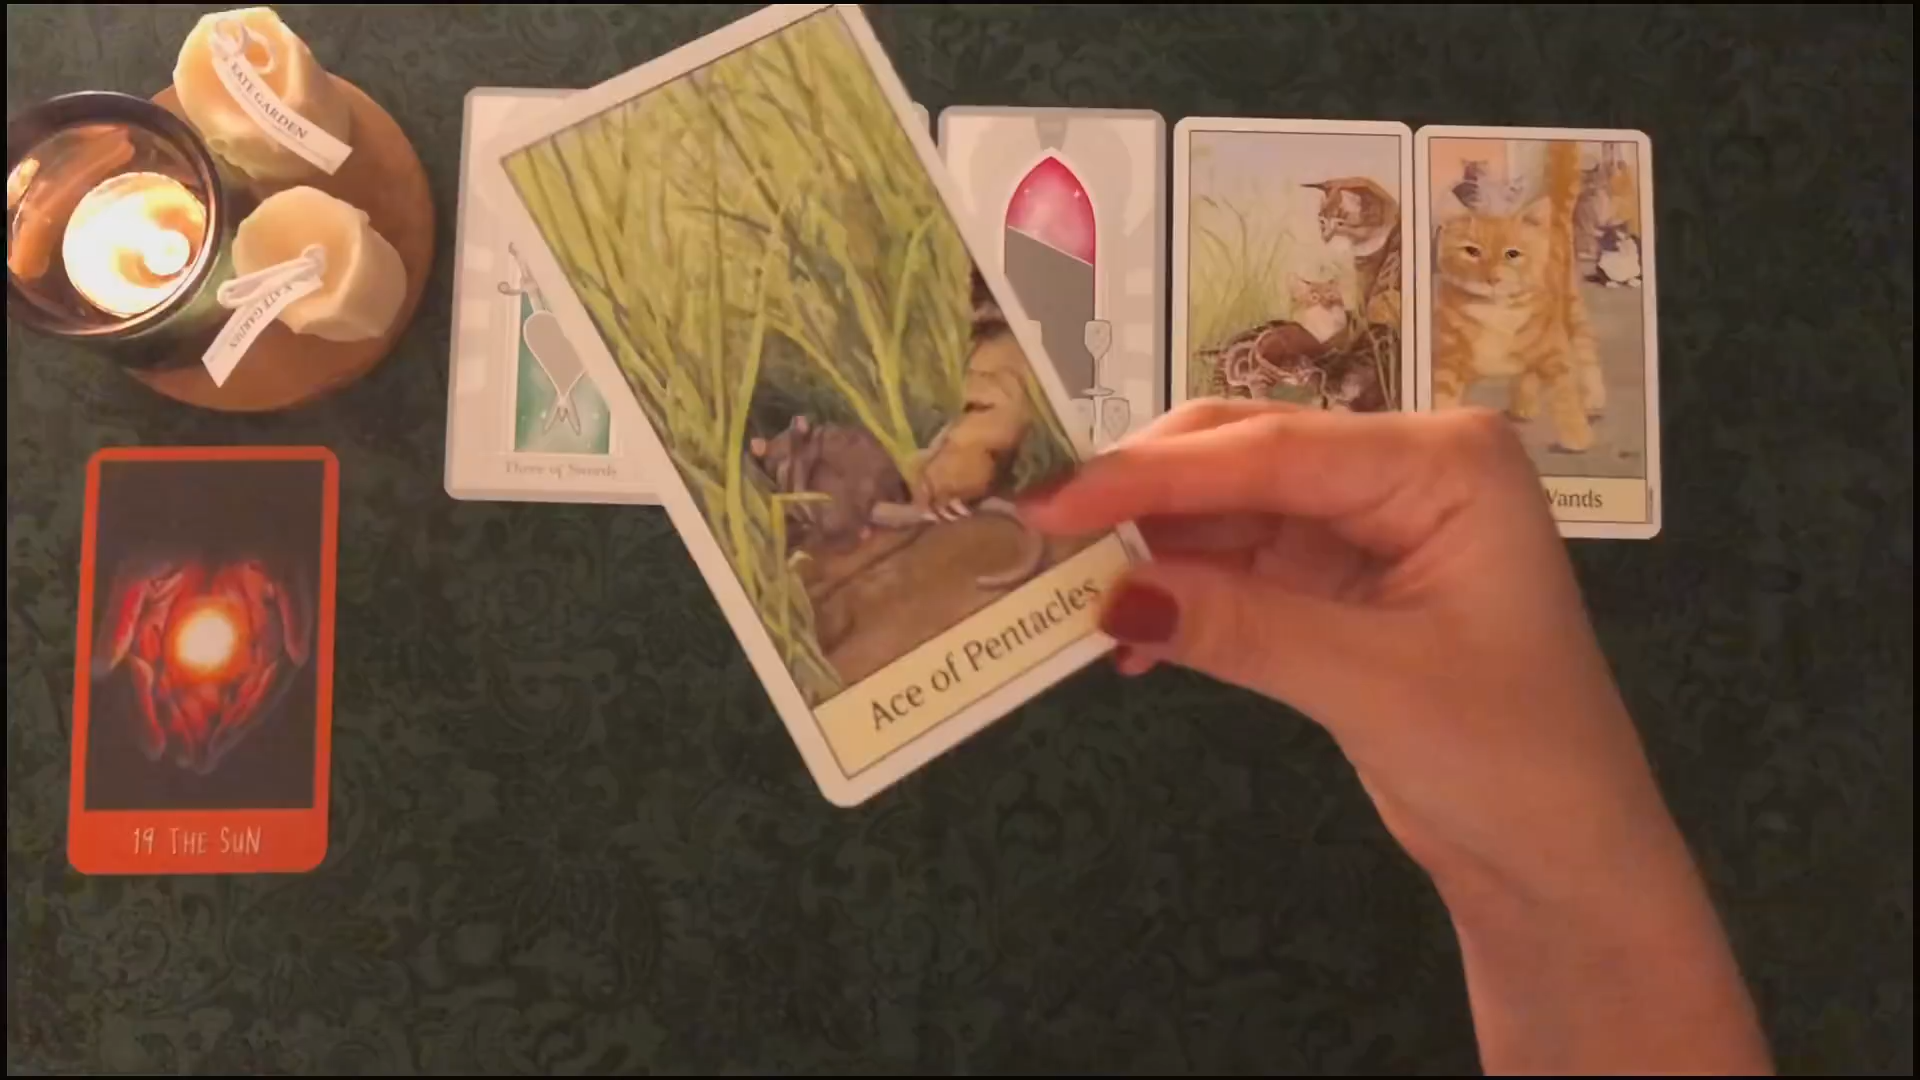 KATE GARDEN
KATE GARDEN
Three of Swords
Ace of Pentacles
Wands
19 THE SUN